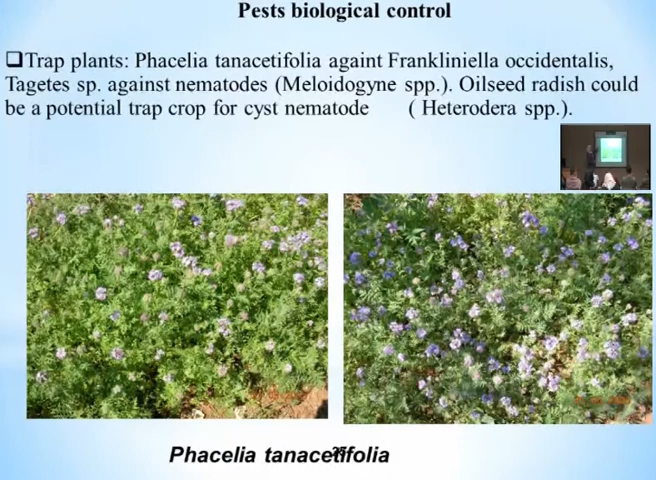 Pests biological control
❑Trap plants: Phacelia tanacetifolia againt Frankliniella occidentalis,
Tagetes sp. against nematodes (Meloidogyne spp.). Oilseed radish could
be a potential trap crop for cyst nematode ( Heterodera spp.).
Phacelia tanacetifolia